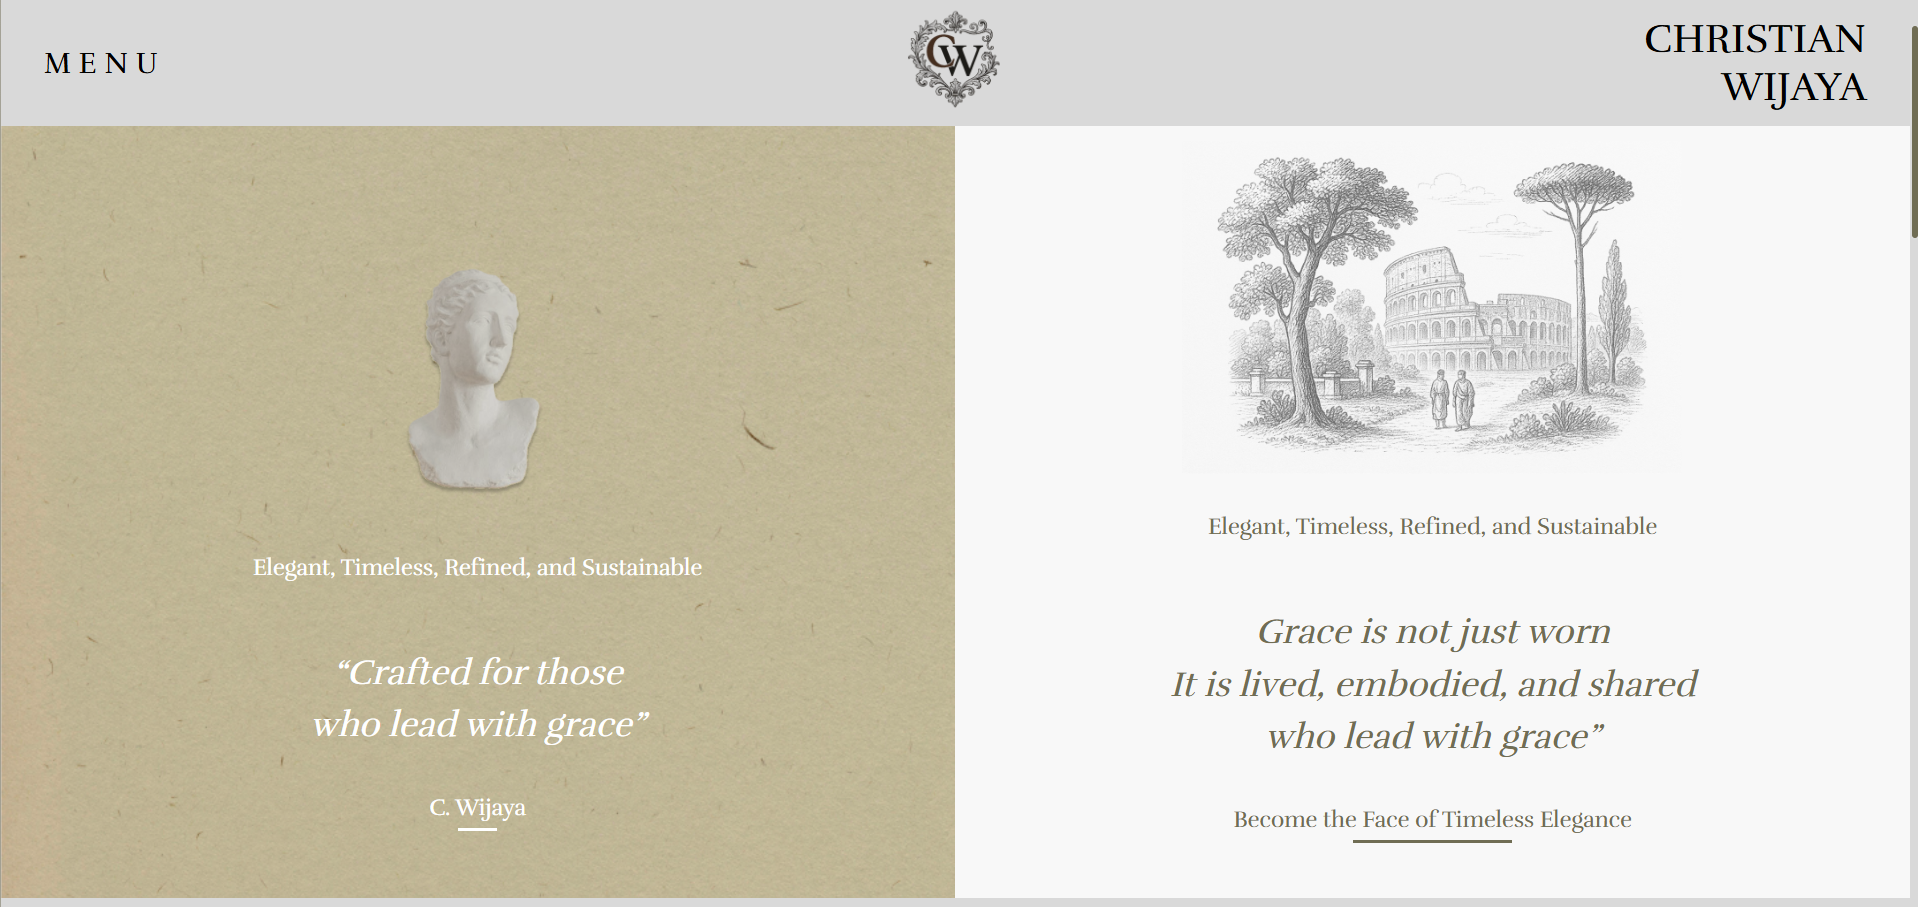 MENU
CW
CHRISTIAN
WIJAYA
Elegant, Timeless, Refined, and Sustainable
“Crafted for those
who lead with grace”
C. Wijaya
Elegant, Timeless, Refined, and Sustainable
Grace is not just worn
It is lived, embodied, and shared
who lead with grace”
Become the Face of Timeless Elegance